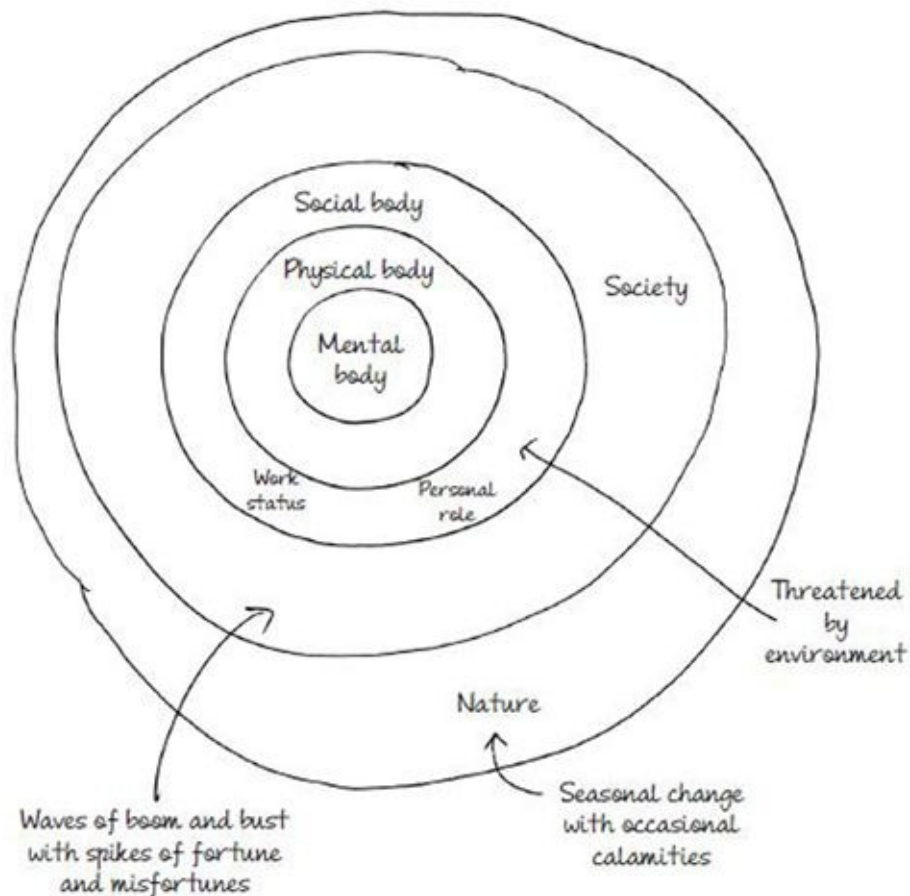 Social body
Physical body
Mental
body
Society
Work
status
Personal
role
Threatened
by
environment
Nature
Waves of boom and bust
with spikes of fortune
and misfortunes
Seasonal change
with occasional
calamities